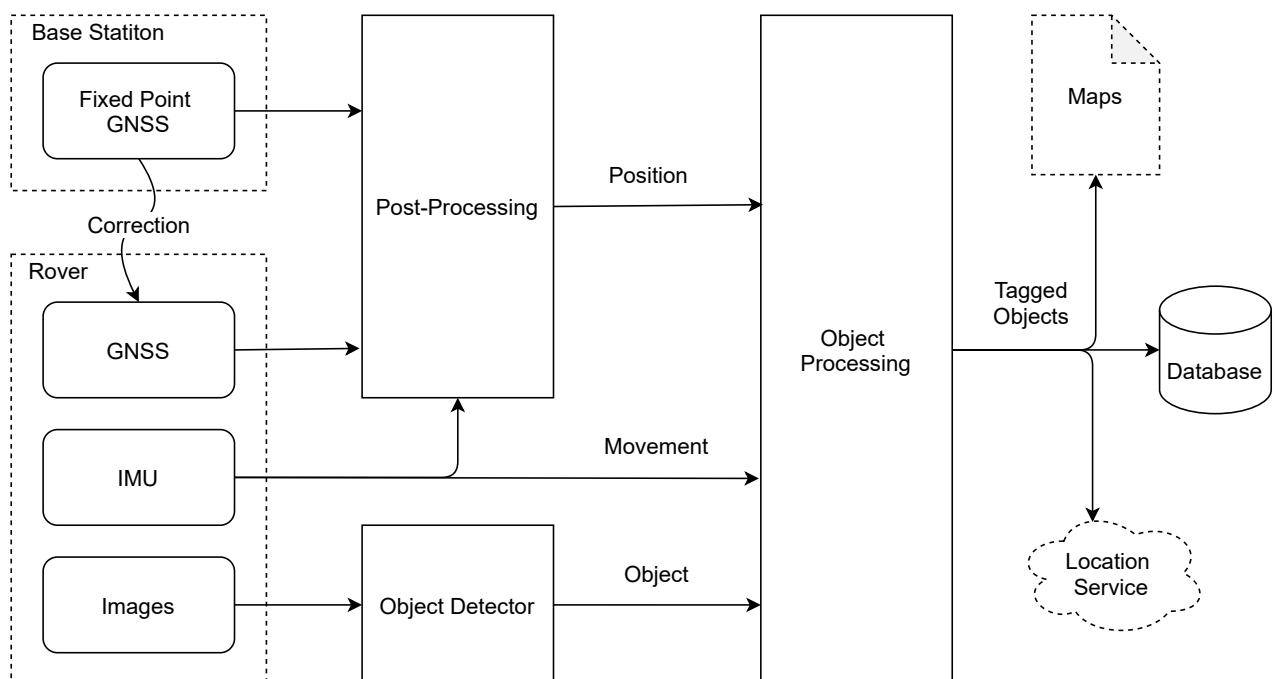 Base Statiton
Fixed Point
GNSS
Correction
Rover
GNSS
IMU
Images
Post-Processing
Object Detector
Position
Movement
Object
Object
Processing
Tagged
Objects
Maps
Database
Location
Service